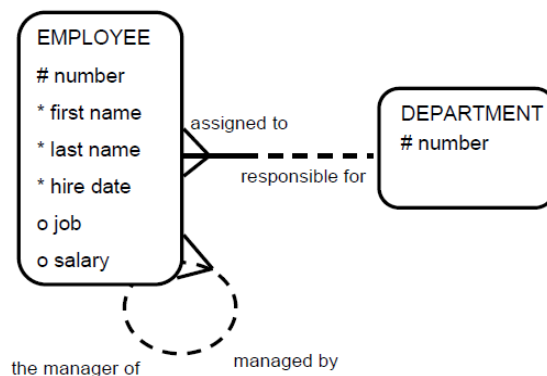 EMPLOYEE
# number
* first name
* last name
* hire date
o job
o salary
assigned to
responsible for
DEPARTMENT
# number
the manager of
managed by